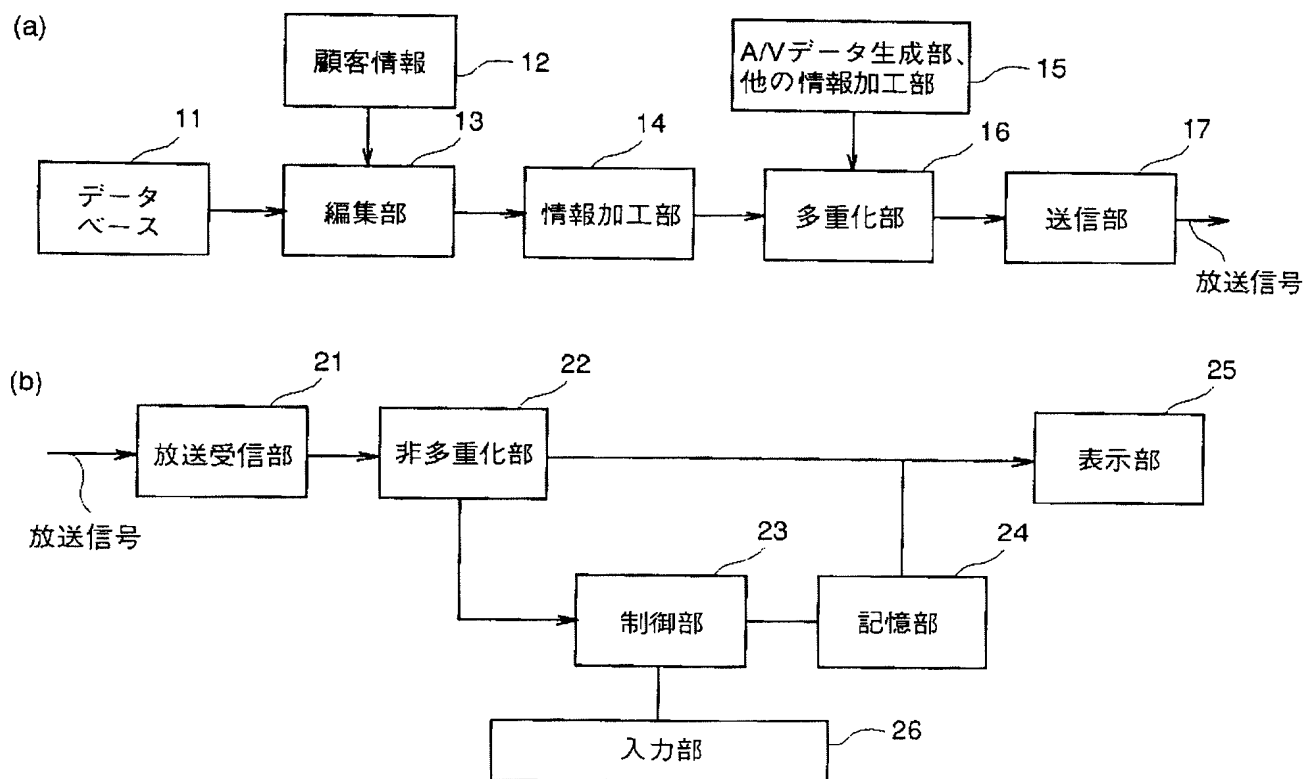 (a)
顧客情報
12
A/Vデータ生成部、
他の情報加工部
15
11
13
14
16
17
データ
ベース
編集部
情報加工部
多重化部
送信部
放送信号
(b)
21
22
25
放送受信部
非多重化部
表示部
放送信号
23
24
制御部
記憶部
入力部
26